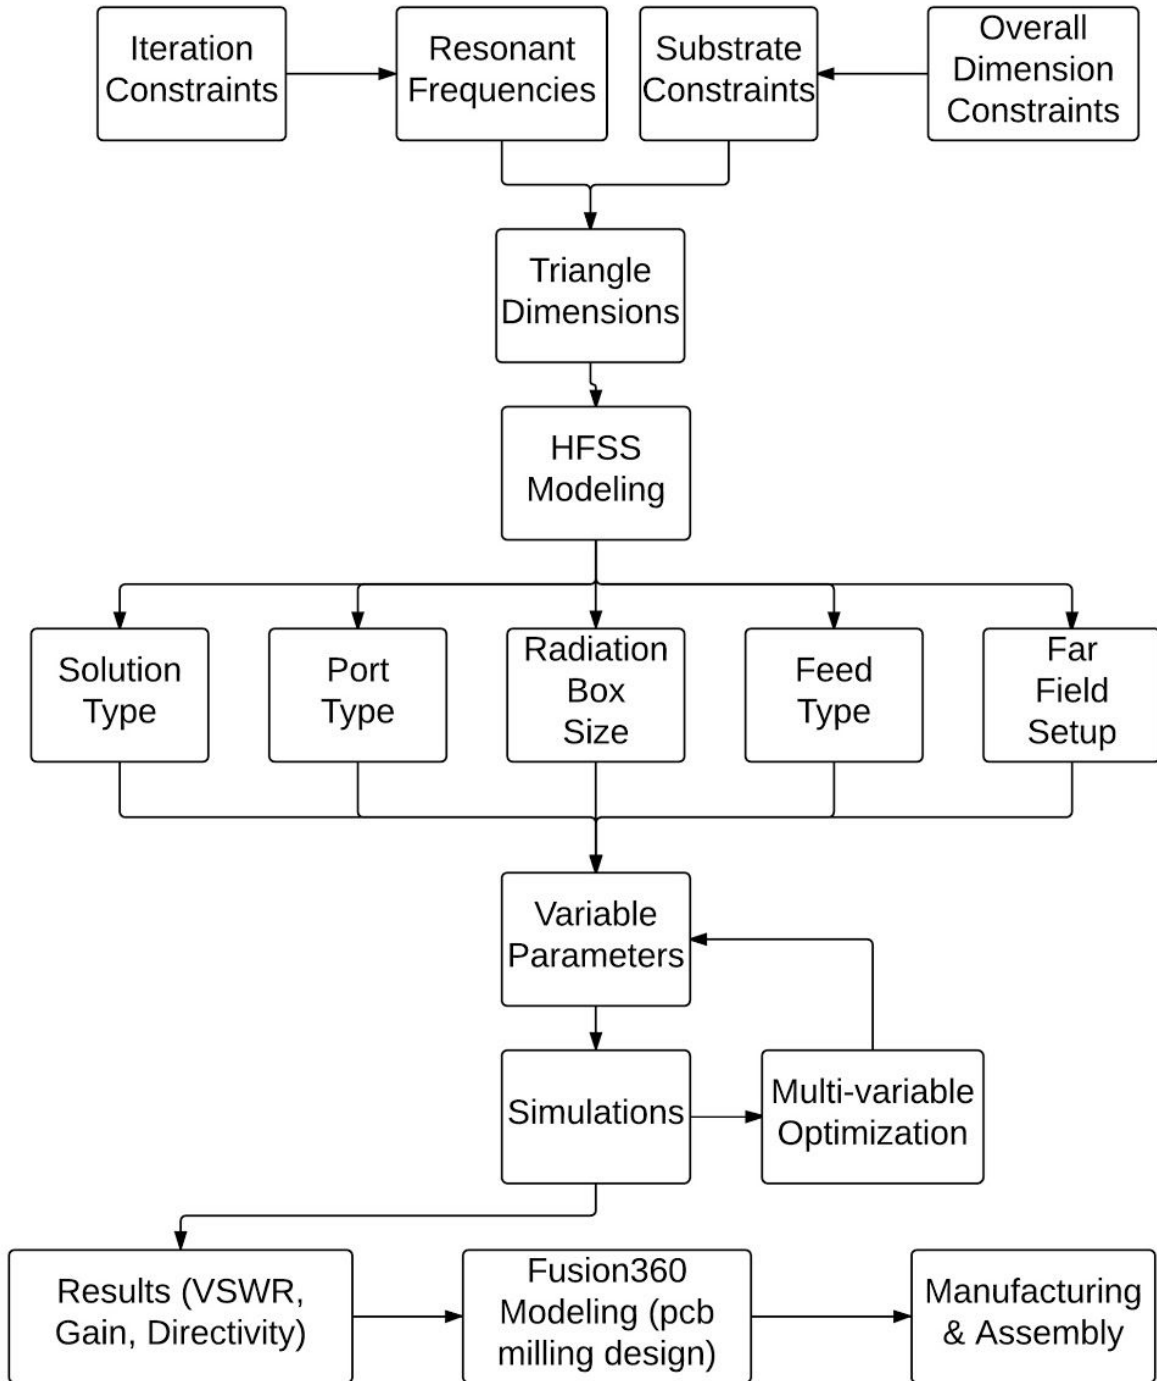 Iteration
Constraints
Resonant
Frequencies
Substrate
Constraints
Overall
Dimension
Constraints
Triangle
Dimensions
HFSS
Modeling
Solution
Type
Port
Type
Radiation
Box
Size
Feed
Type
Far
Field
Setup
Variable
Parameters
Simulations
Multi-variable
Optimization
Results (VSWR,
Gain, Directivity)
Fusion360
Modeling (pcb
milling design)
Manufacturing
& Assembly